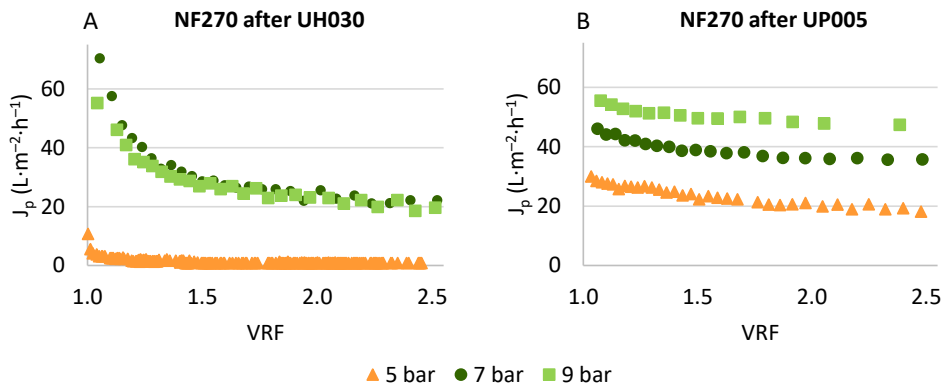 A NF270 after UH030
Jₚ (L·m⁻²·h⁻¹)
60
40
20
0
1.0 1.5 2.0 2.5
VRF
B NF270 after UP005
Jₚ (L·m⁻²·h⁻¹)
60
40
20
0
1.0 1.5 2.0 2.5
VRF
5 bar 7 bar 9 bar